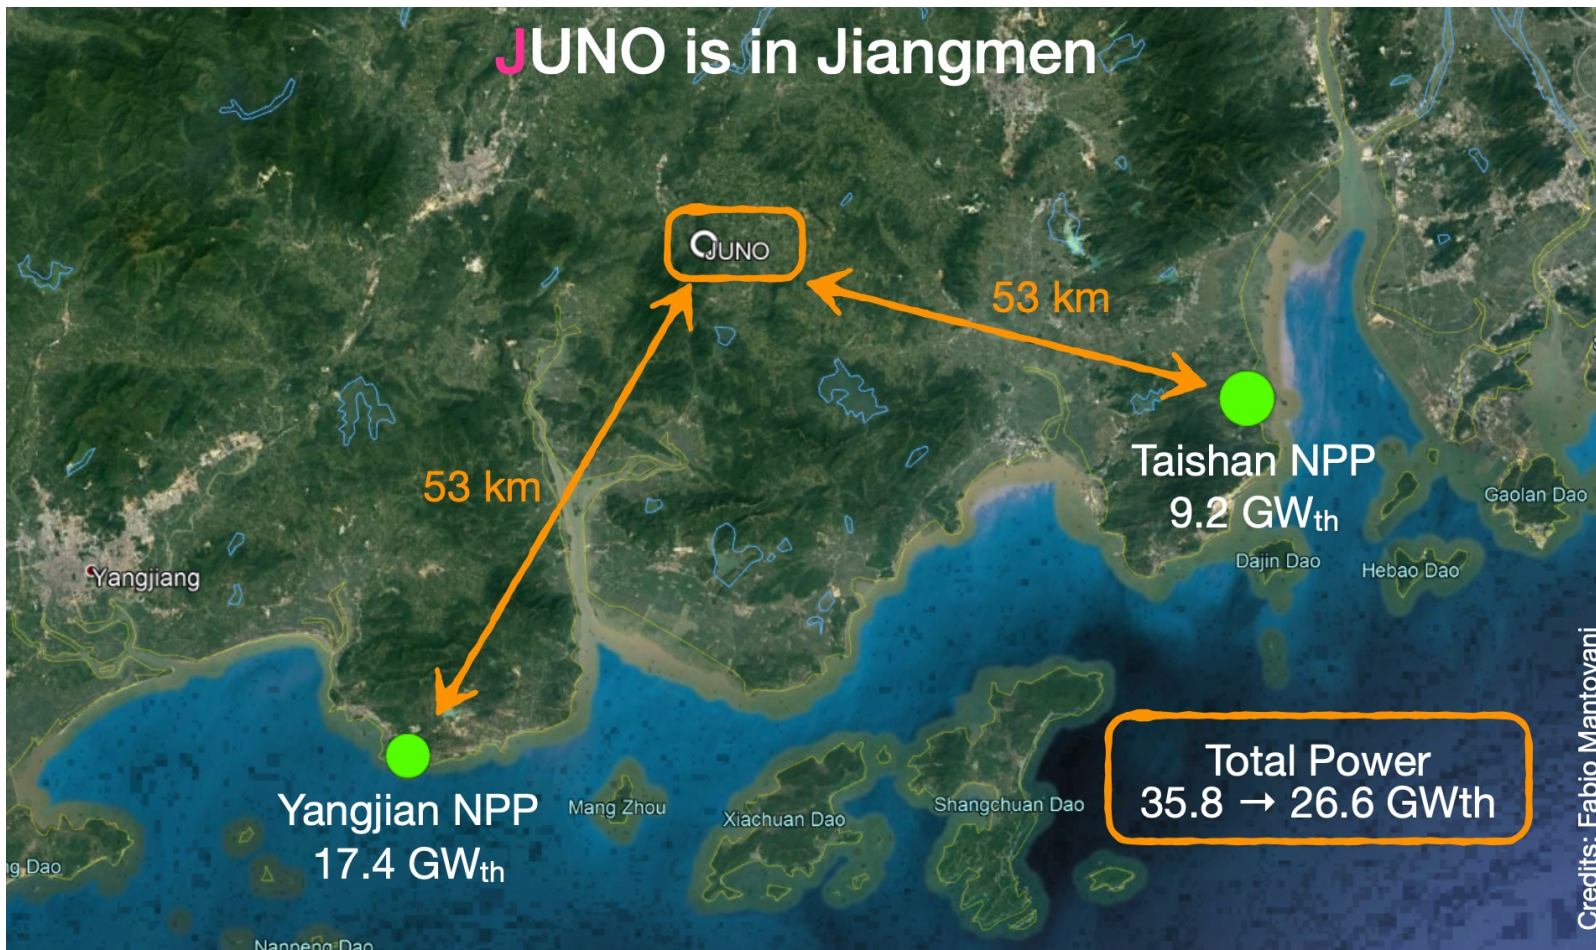 JUNO is in Jiangmen
JUNO
53 km
53 km
Taishan NPP
9.2 GWth
Gaolan Dao
Dajin Dao
Hebao Dao
Yangjiang
Yangjian NPP
17.4 GWth
Mang Zhou
Xiachuan Dao
Shangchuan Dao
Total Power
35.8 → 26.6 GWth
ng Dao
Nanpeng Dao
Credits: Fabio Mantovani